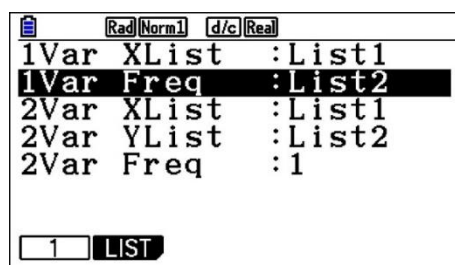 Rad Norm1 d/c Real
1Var XList :List1
1Var Freq :List2
2Var XList :List1
2Var YList :List2
2Var Freq :1
1 LIST